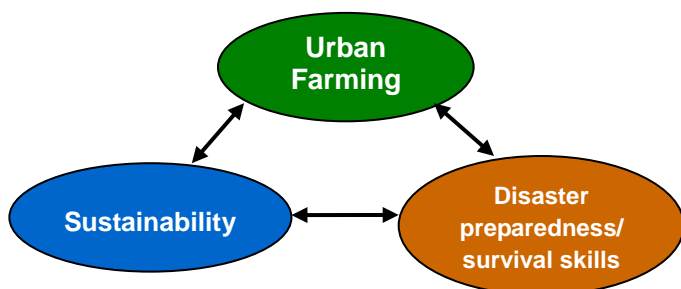 Urban
Farming
Sustainability
Disaster
preparedness/
survival skills